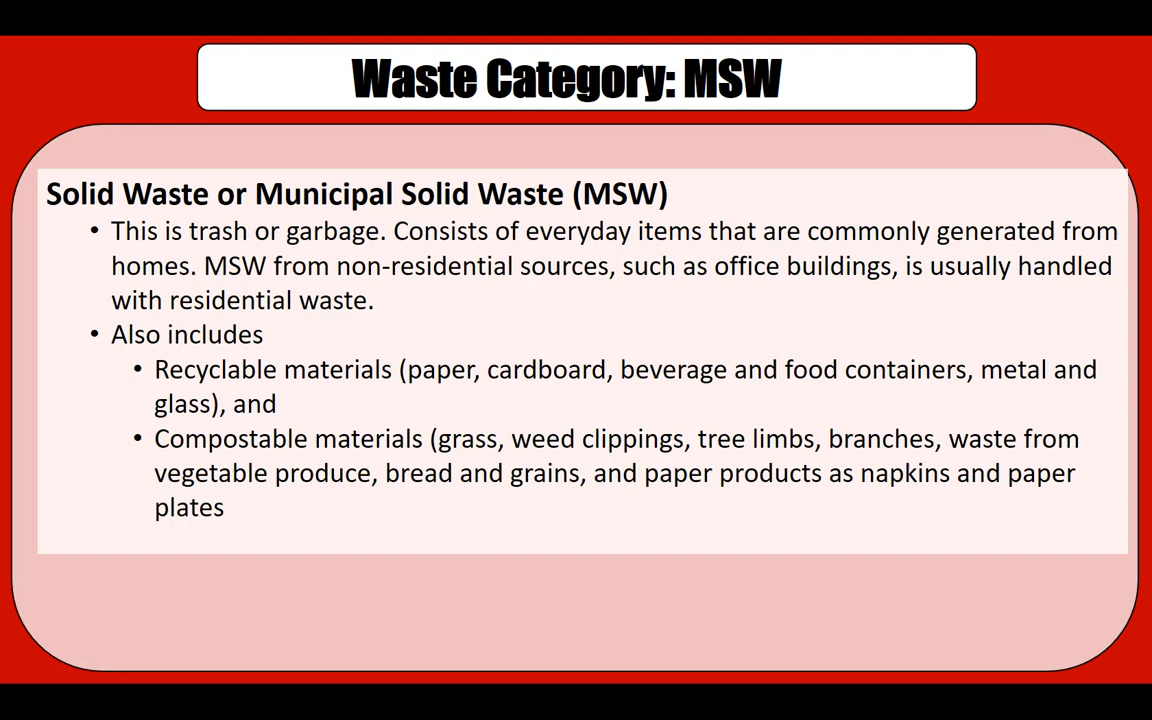 Waste Category: MSW
Solid Waste or Municipal Solid Waste (MSW)
• This is trash or garbage. Consists of everyday items that are commonly generated from
homes. MSW from non-residential sources, such as office buildings, is usually handled
with residential waste.
• Also includes
• Recyclable materials (paper, cardboard, beverage and food containers, metal and
glass), and
• Compostable materials (grass, weed clippings, tree limbs, branches, waste from
vegetable produce, bread and grains, and paper products as napkins and paper
plates